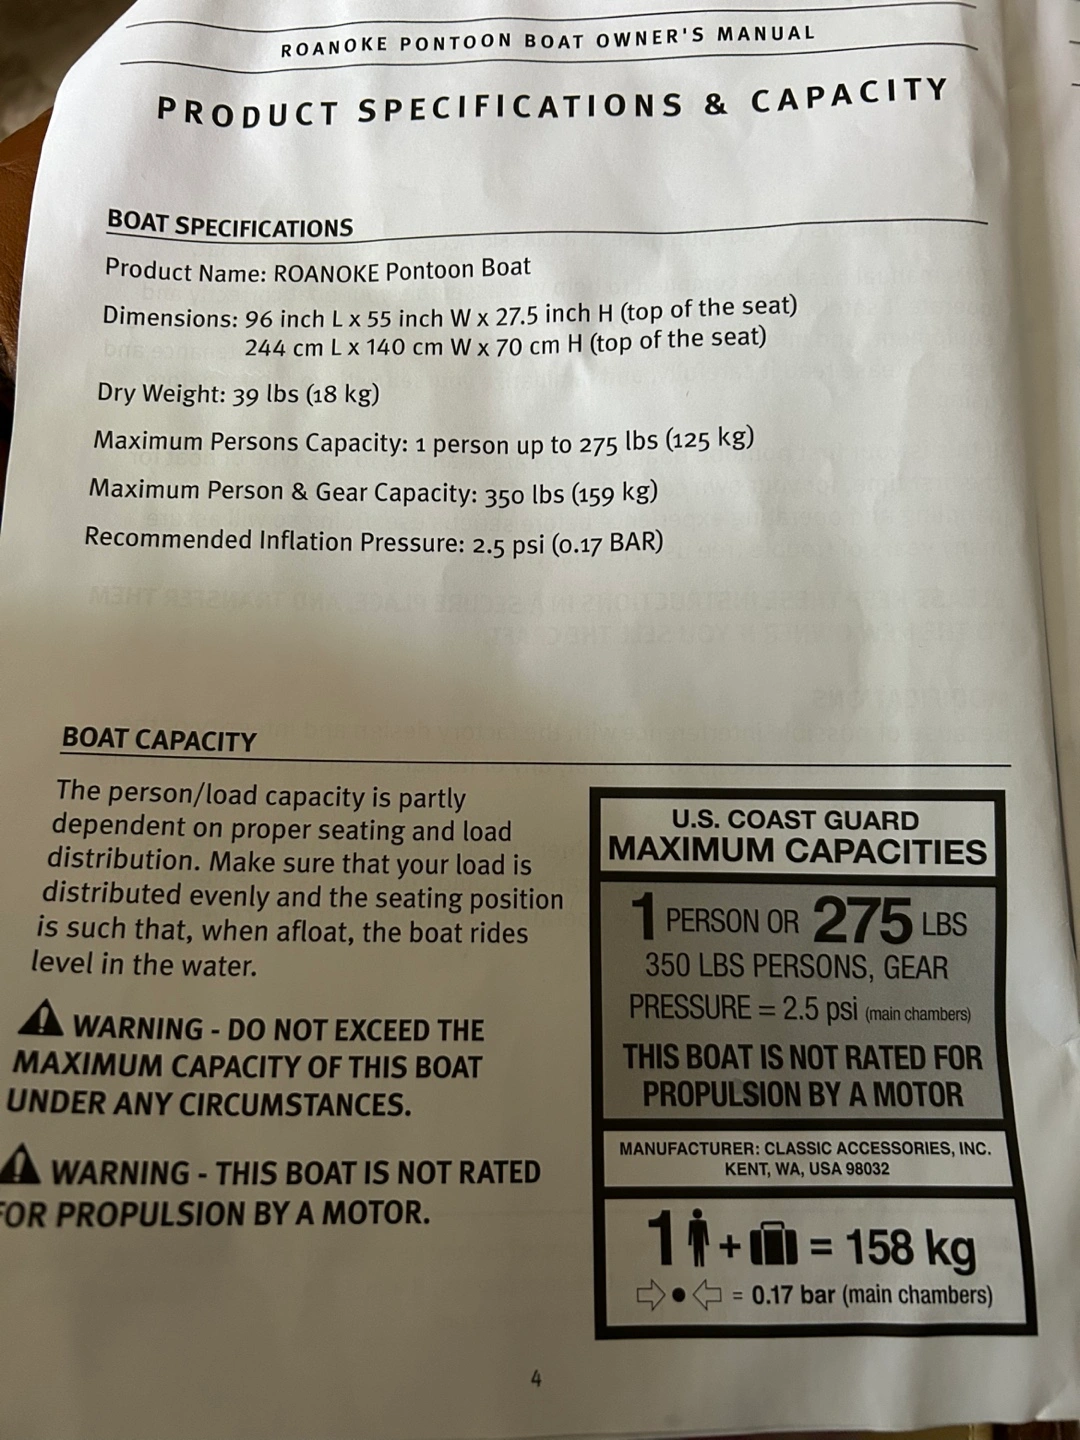 ROANOKE PONTOON BOAT OWNER'S MANUAL
PRODUCT SPECIFICATIONS & CAPACITY
BOAT SPECIFICATIONS
Product Name: ROANOKE Pontoon Boat
Dimensions: 96 inch L x 55 inch W x 27.5 inch H (top of the seat)
244 cm L x 140 cm W x 70 cm H (top of the seat)
Dry Weight: 39 lbs (18 kg)
Maximum Persons Capacity: 1 person up to 275 lbs (125 kg)
Maximum Person & Gear Capacity: 350 lbs (159 kg)
Recommended Inflation Pressure: 2.5 psi (0.17 BAR)
BOAT CAPACITY
The person/load capacity is partly
dependent on proper seating and load
distribution. Make sure that your load is
distributed evenly and the seating position
is such that, when afloat, the boat rides
level in the water.
WARNING - DO NOT EXCEED THE
MAXIMUM CAPACITY OF THIS BOAT
UNDER ANY CIRCUMSTANCES.
WARNING - THIS BOAT IS NOT RATED
FOR PROPULSION BY A MOTOR.
U.S. COAST GUARD
MAXIMUM CAPACITIES
1 PERSON OR 275 LBS
350 LBS PERSONS, GEAR
PRESSURE = 2.5 psi (main chambers)
THIS BOAT IS NOT RATED FOR
PROPULSION BY A MOTOR
MANUFACTURER: CLASSIC ACCESSORIES, INC.
KENT, WA, USA 98032
1 + = 158 kg
= 0.17 bar (main chambers)
4